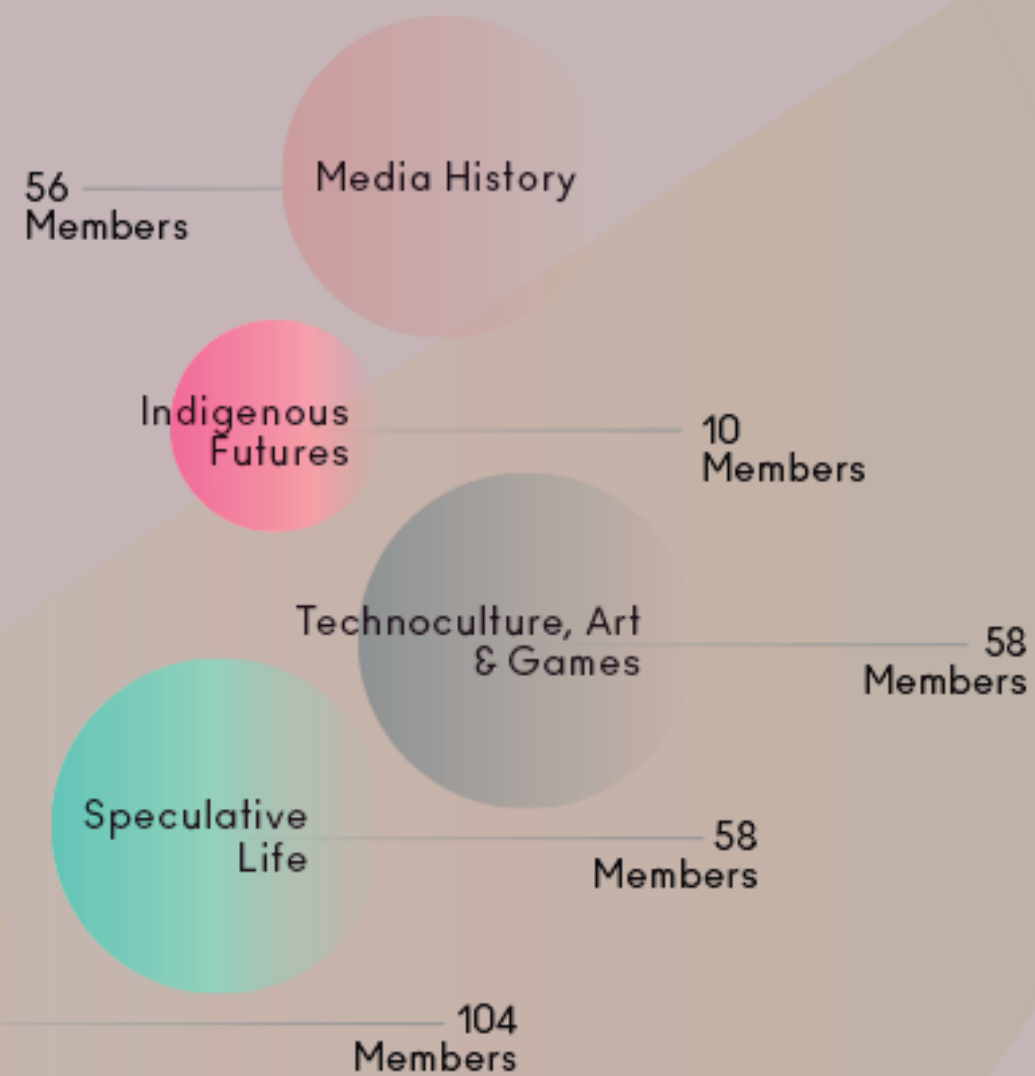 Media History
56
Members
Indigenous
Futures
10
Members
Technoculture, Art
& Games
58
Members
Speculative
Life
58
Members
104
Members